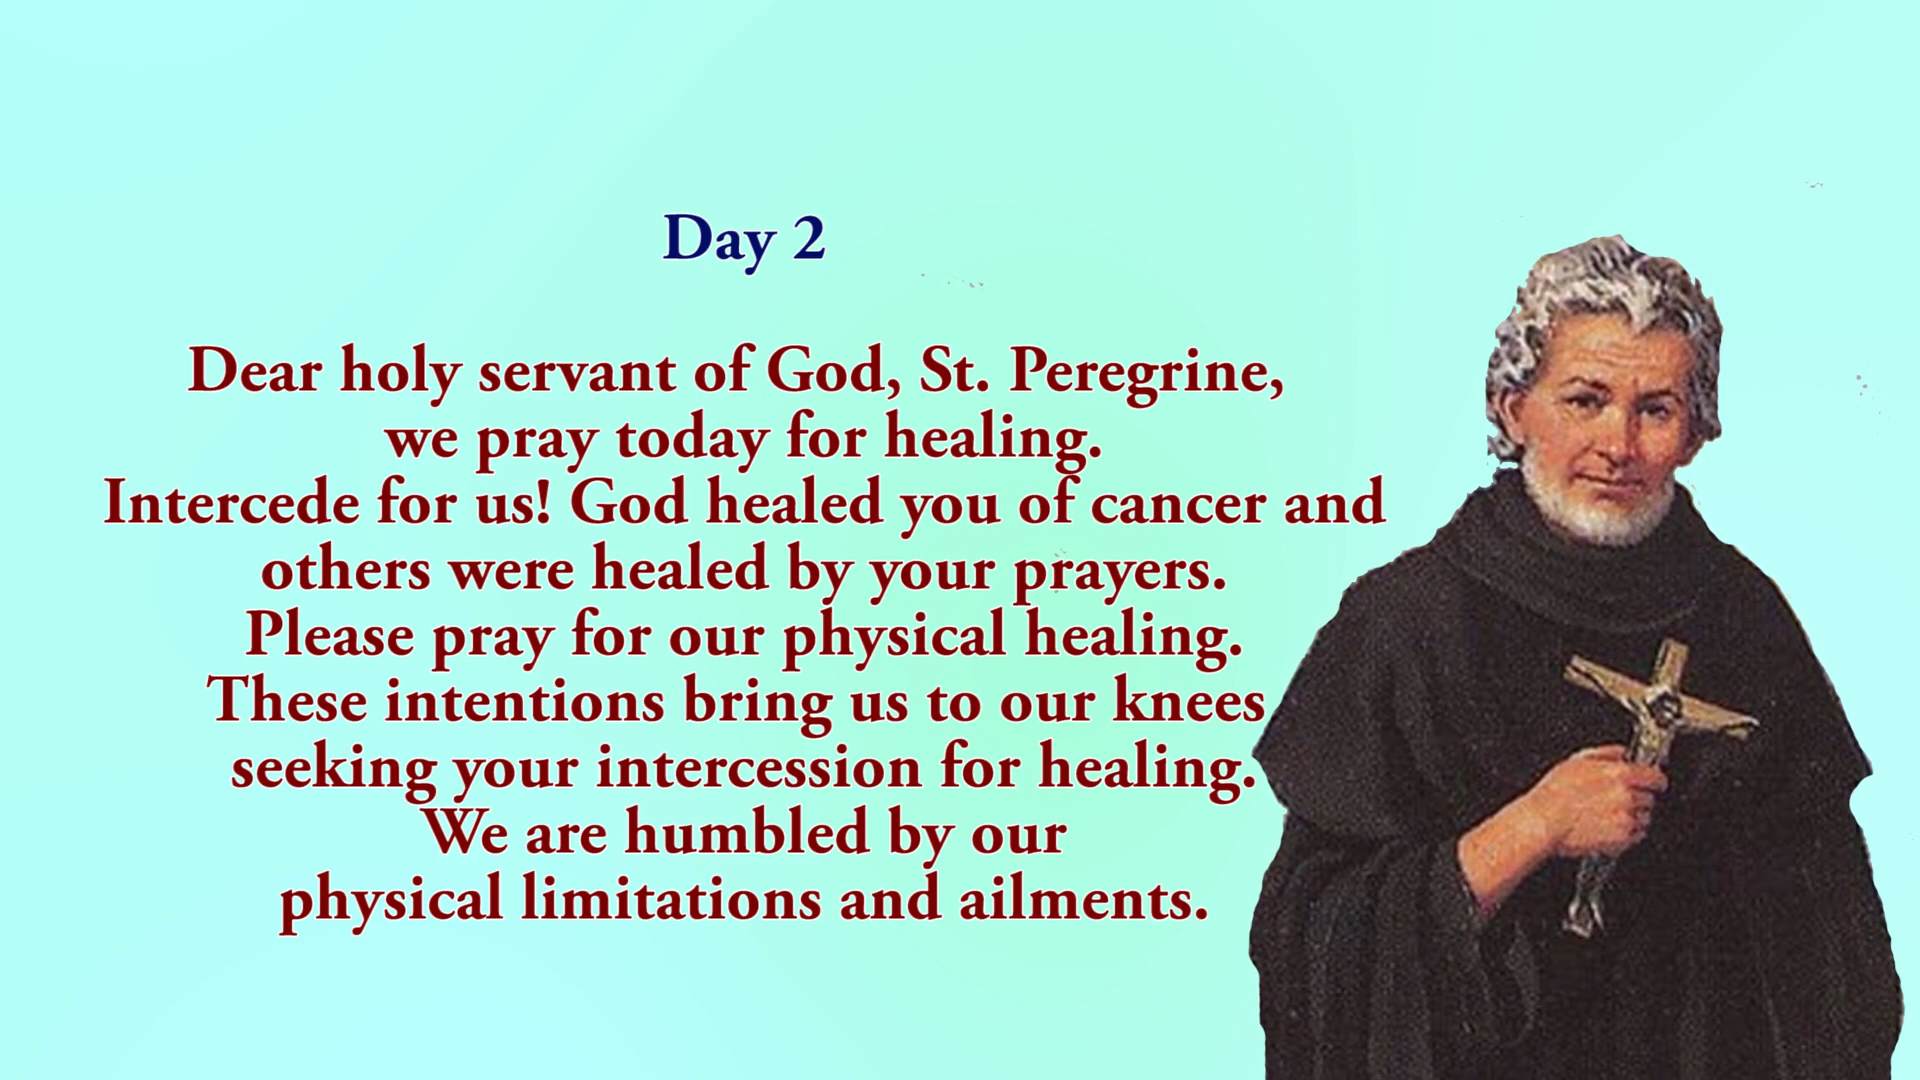 Day 2
Dear holy servant of God, St. Peregrine,
we pray today for healing.
Intercede for us! God healed you of cancer and
others were healed by your prayers.
Please pray for our physical healing.
These intentions bring us to our knees
seeking your intercession for healing.
We are humbled by our
physical limitations and ailments.